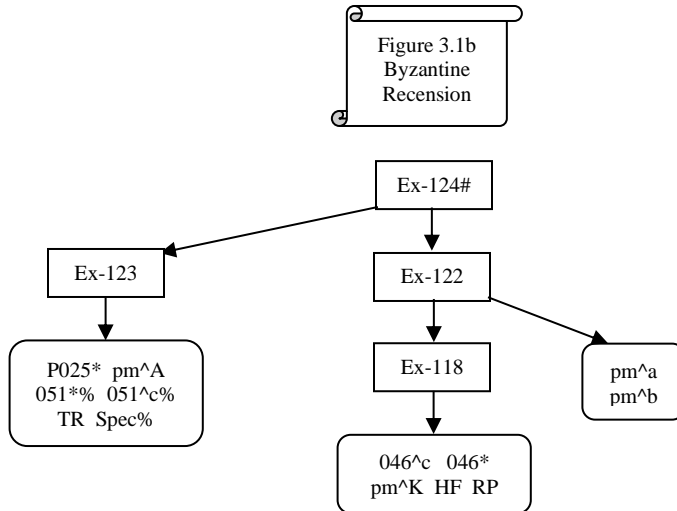 Figure 3.1b
Byzantine
Recension
Ex-124#
Ex-123
Ex-122
P025* pm^A
051*% 051^c%
TR Spec%
Ex-118
pm^a
pm^b
046^c 046*
pm^K HF RP